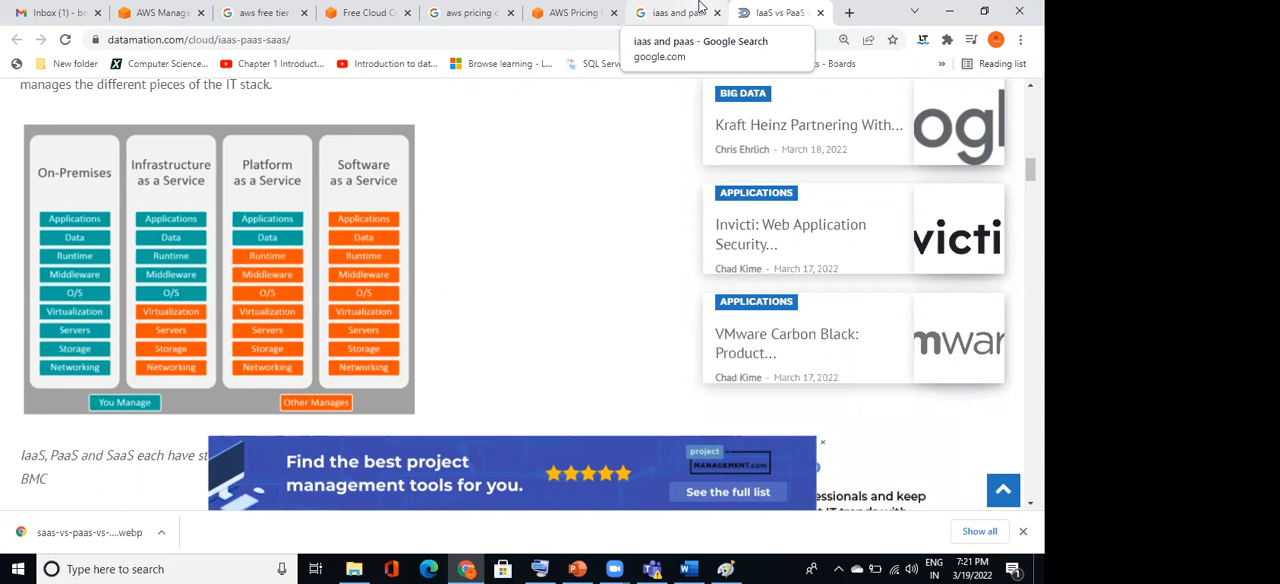 Inbox (1) - be
AWS Manag
aws free tier
Free Cloud C
aws pricing c
AWS Pricing
iaas and pa
IaaS vs PaaS
datamation.com/cloud/iaas-paas-saas/
iaas and paas - Google Search
google.com
New folder
Computer Science...
Chapter 1 Introduct...
Introduction to dat...
Browse learning - L...
SQL Serv
- Boards
»
Reading list
manages the different pieces of the IT stack.
On-Premises
Applications
Data
Runtime
Middleware
O/S
Virtualization
Servers
Storage
Networking
Infrastructure
as a Service
Applications
Data
Runtime
Middleware
O/S
Virtualization
Servers
Storage
Networking
Platform
as a Service
Applications
Data
Runtime
Middleware
O/S
Virtualization
Servers
Storage
Networking
Software
as a Service
Applications
Data
Runtime
Middleware
O/S
Virtualization
Servers
Storage
Networking
You Manage
Other Manages
IaaS, PaaS and SaaS each have st
BMC
BIG DATA
Kraft Heinz Partnering With...
Chris Ehrlich - March 18, 2022
ogl
APPLICATIONS
Invicti: Web Application
Security...
Chad Kime - March 17, 2022
victi
APPLICATIONS
VMware Carbon Black:
Product...
Chad Kime - March 17, 2022
mwar
Find the best project
management tools for you.
project
MANAGEMENT.com
See the full list
essionals and keep
saas-vs-paas-vs-....webp
Show all
Type here to search
ENG
IN
7:21 PM
3/19/2022
1